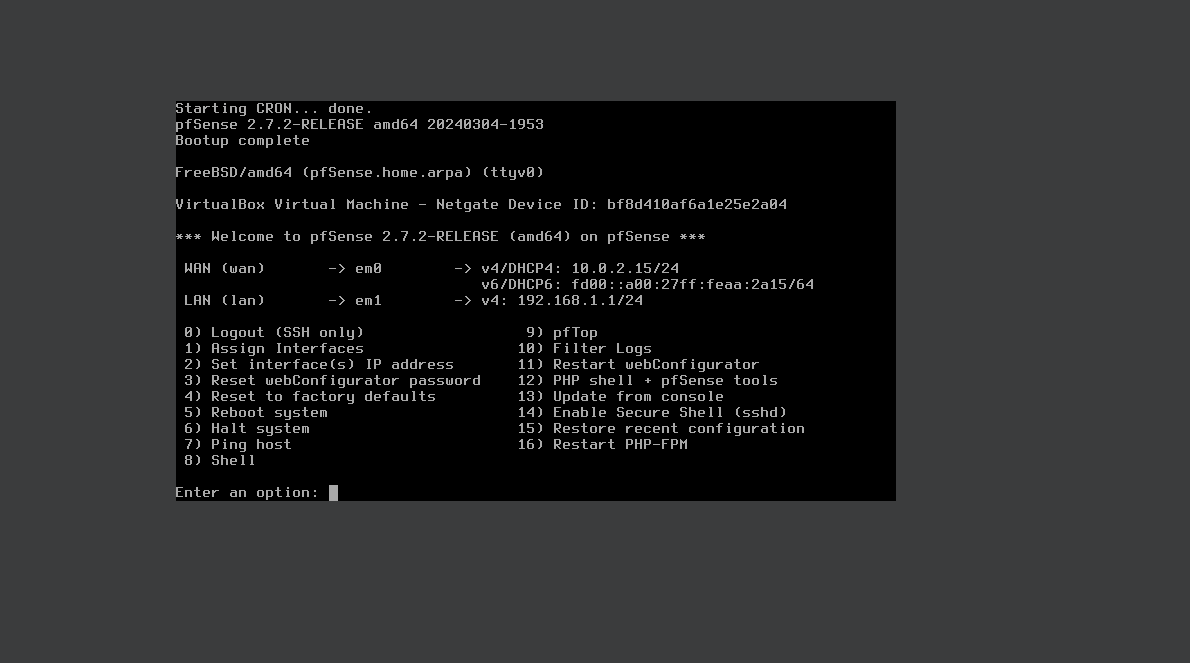 Starting CRON... done.
pfSense 2.7.2-RELEASE amd64 20240304-1953
Bootup complete
FreeBSD/amd64 (pfSense.home.arpa) (ttyv0)
VirtualBox Virtual Machine - Netgate Device ID: bf8d410af6a1e25e2a04
*** Welcome to pfSense 2.7.2-RELEASE (amd64) on pfSense ***
WAN (wan)       -> em0        -> v4/DHCP4: 10.0.2.15/24
v6/DHCP6: fd00::a00:27ff:feaa:2a15/64
LAN (lan)       -> em1        -> v4: 192.168.1.1/24
0) Logout (SSH only)                  9) pfTop
1) Assign Interfaces                 10) Filter Logs
2) Set interface(s) IP address       11) Restart webConfigurator
3) Reset webConfigurator password    12) PHP shell + pfSense tools
4) Reset to factory defaults         13) Update from console
5) Reboot system                     14) Enable Secure Shell (sshd)
6) Halt system                       15) Restore recent configuration
7) Ping host                         16) Restart PHP-FPM
8) Shell
Enter an option: